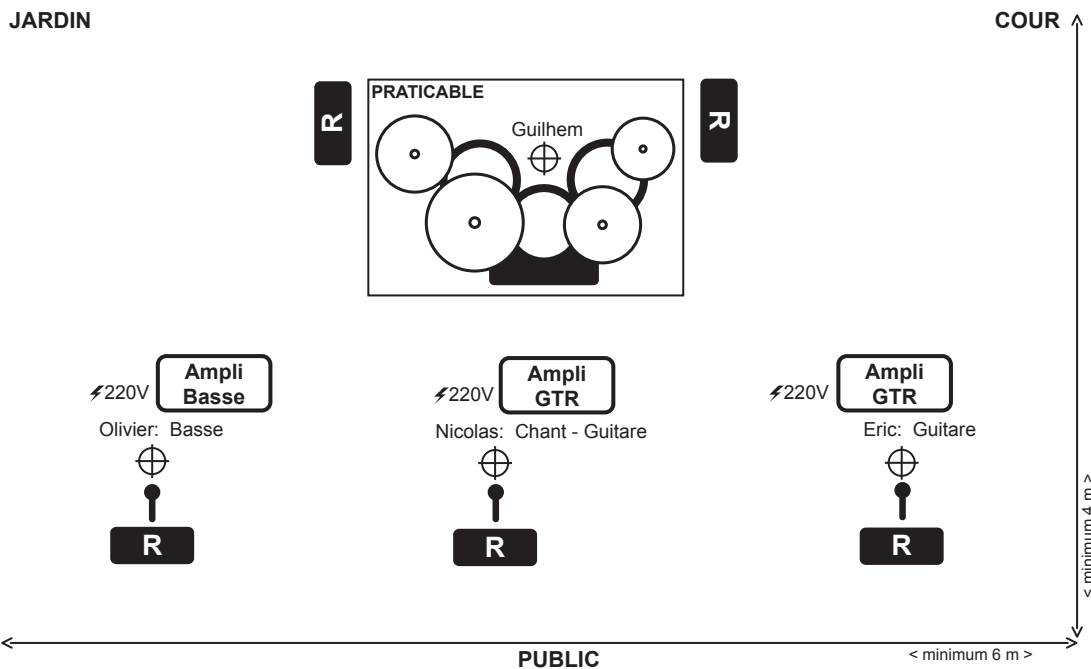 JARDIN
COUR
PRATICABLE
R
R
Guilhem
Ampli
Basse
220V
Ampli
GTR
220V
Ampli
GTR
220V
Olivier: Basse
Nicolas: Chant - Guitare
Eric: Guitare
R
R
R
< minimum 4 m >
PUBLIC
< minimum 6 m >